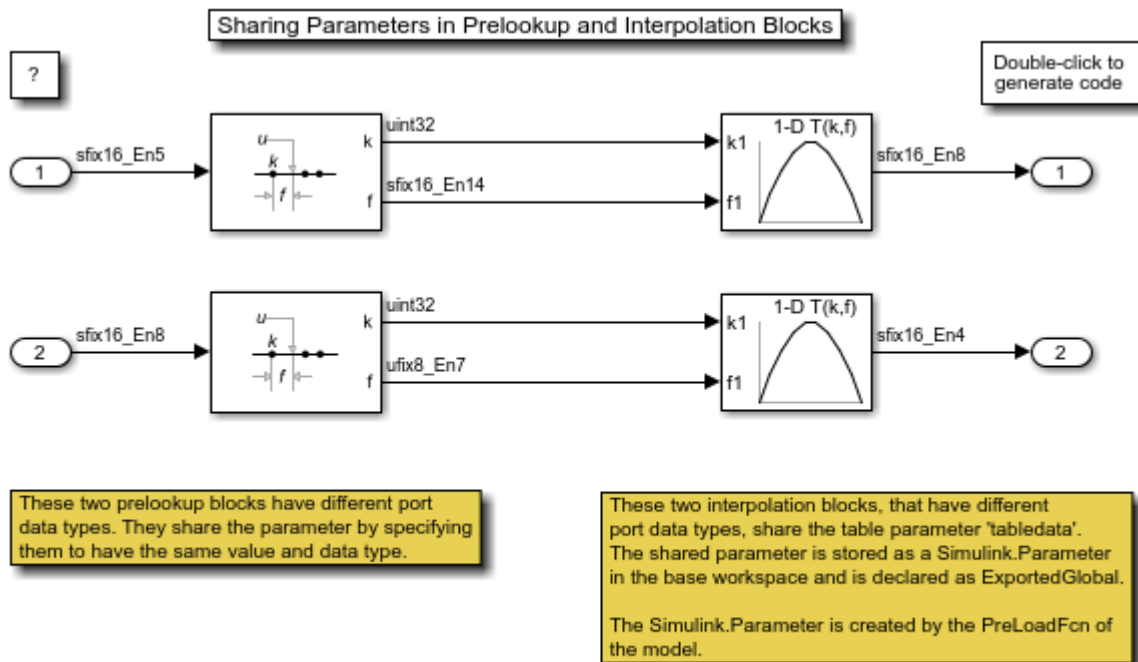 Sharing Parameters in Prelookup and Interpolation Blocks
?
Double-click to
generate code
1
sfix16_En5
u
k
f
k
f
uint32
sfix16_En14
1-D T(k,f)
k1
f1
sfix16_En8
1
2
sfix16_En8
u
k
f
k
f
uint32
ufix8_En7
1-D T(k,f)
k1
f1
sfix16_En4
2
These two prelookup blocks have different port
data types. They share the parameter by specifying
them to have the same value and data type.
These two interpolation blocks, that have different
port data types, share the table parameter 'tabledata'.
The shared parameter is stored as a Simulink.Parameter
in the base workspace and is declared as ExportedGlobal.
The Simulink.Parameter is created by the PreLoadFcn of
the model.